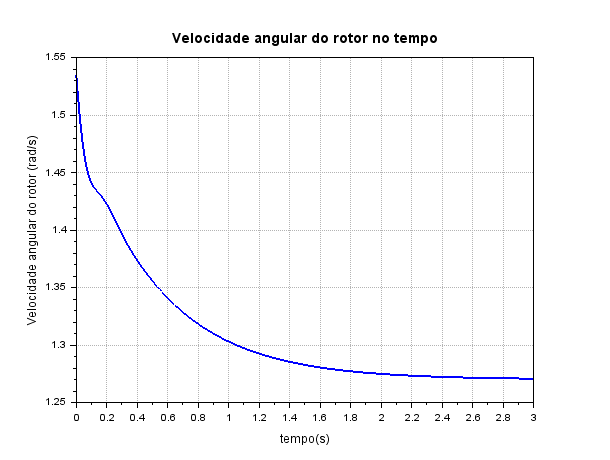 Velocidade angular do rotor no tempo
Velocidade angular do rotor (rad/s)
1.55
1.5
1.45
1.4
1.35
1.3
1.25
0 0.2 0.4 0.6 0.8 1 1.2 1.4 1.6 1.8 2 2.2 2.4 2.6 2.8 3
tempo(s)